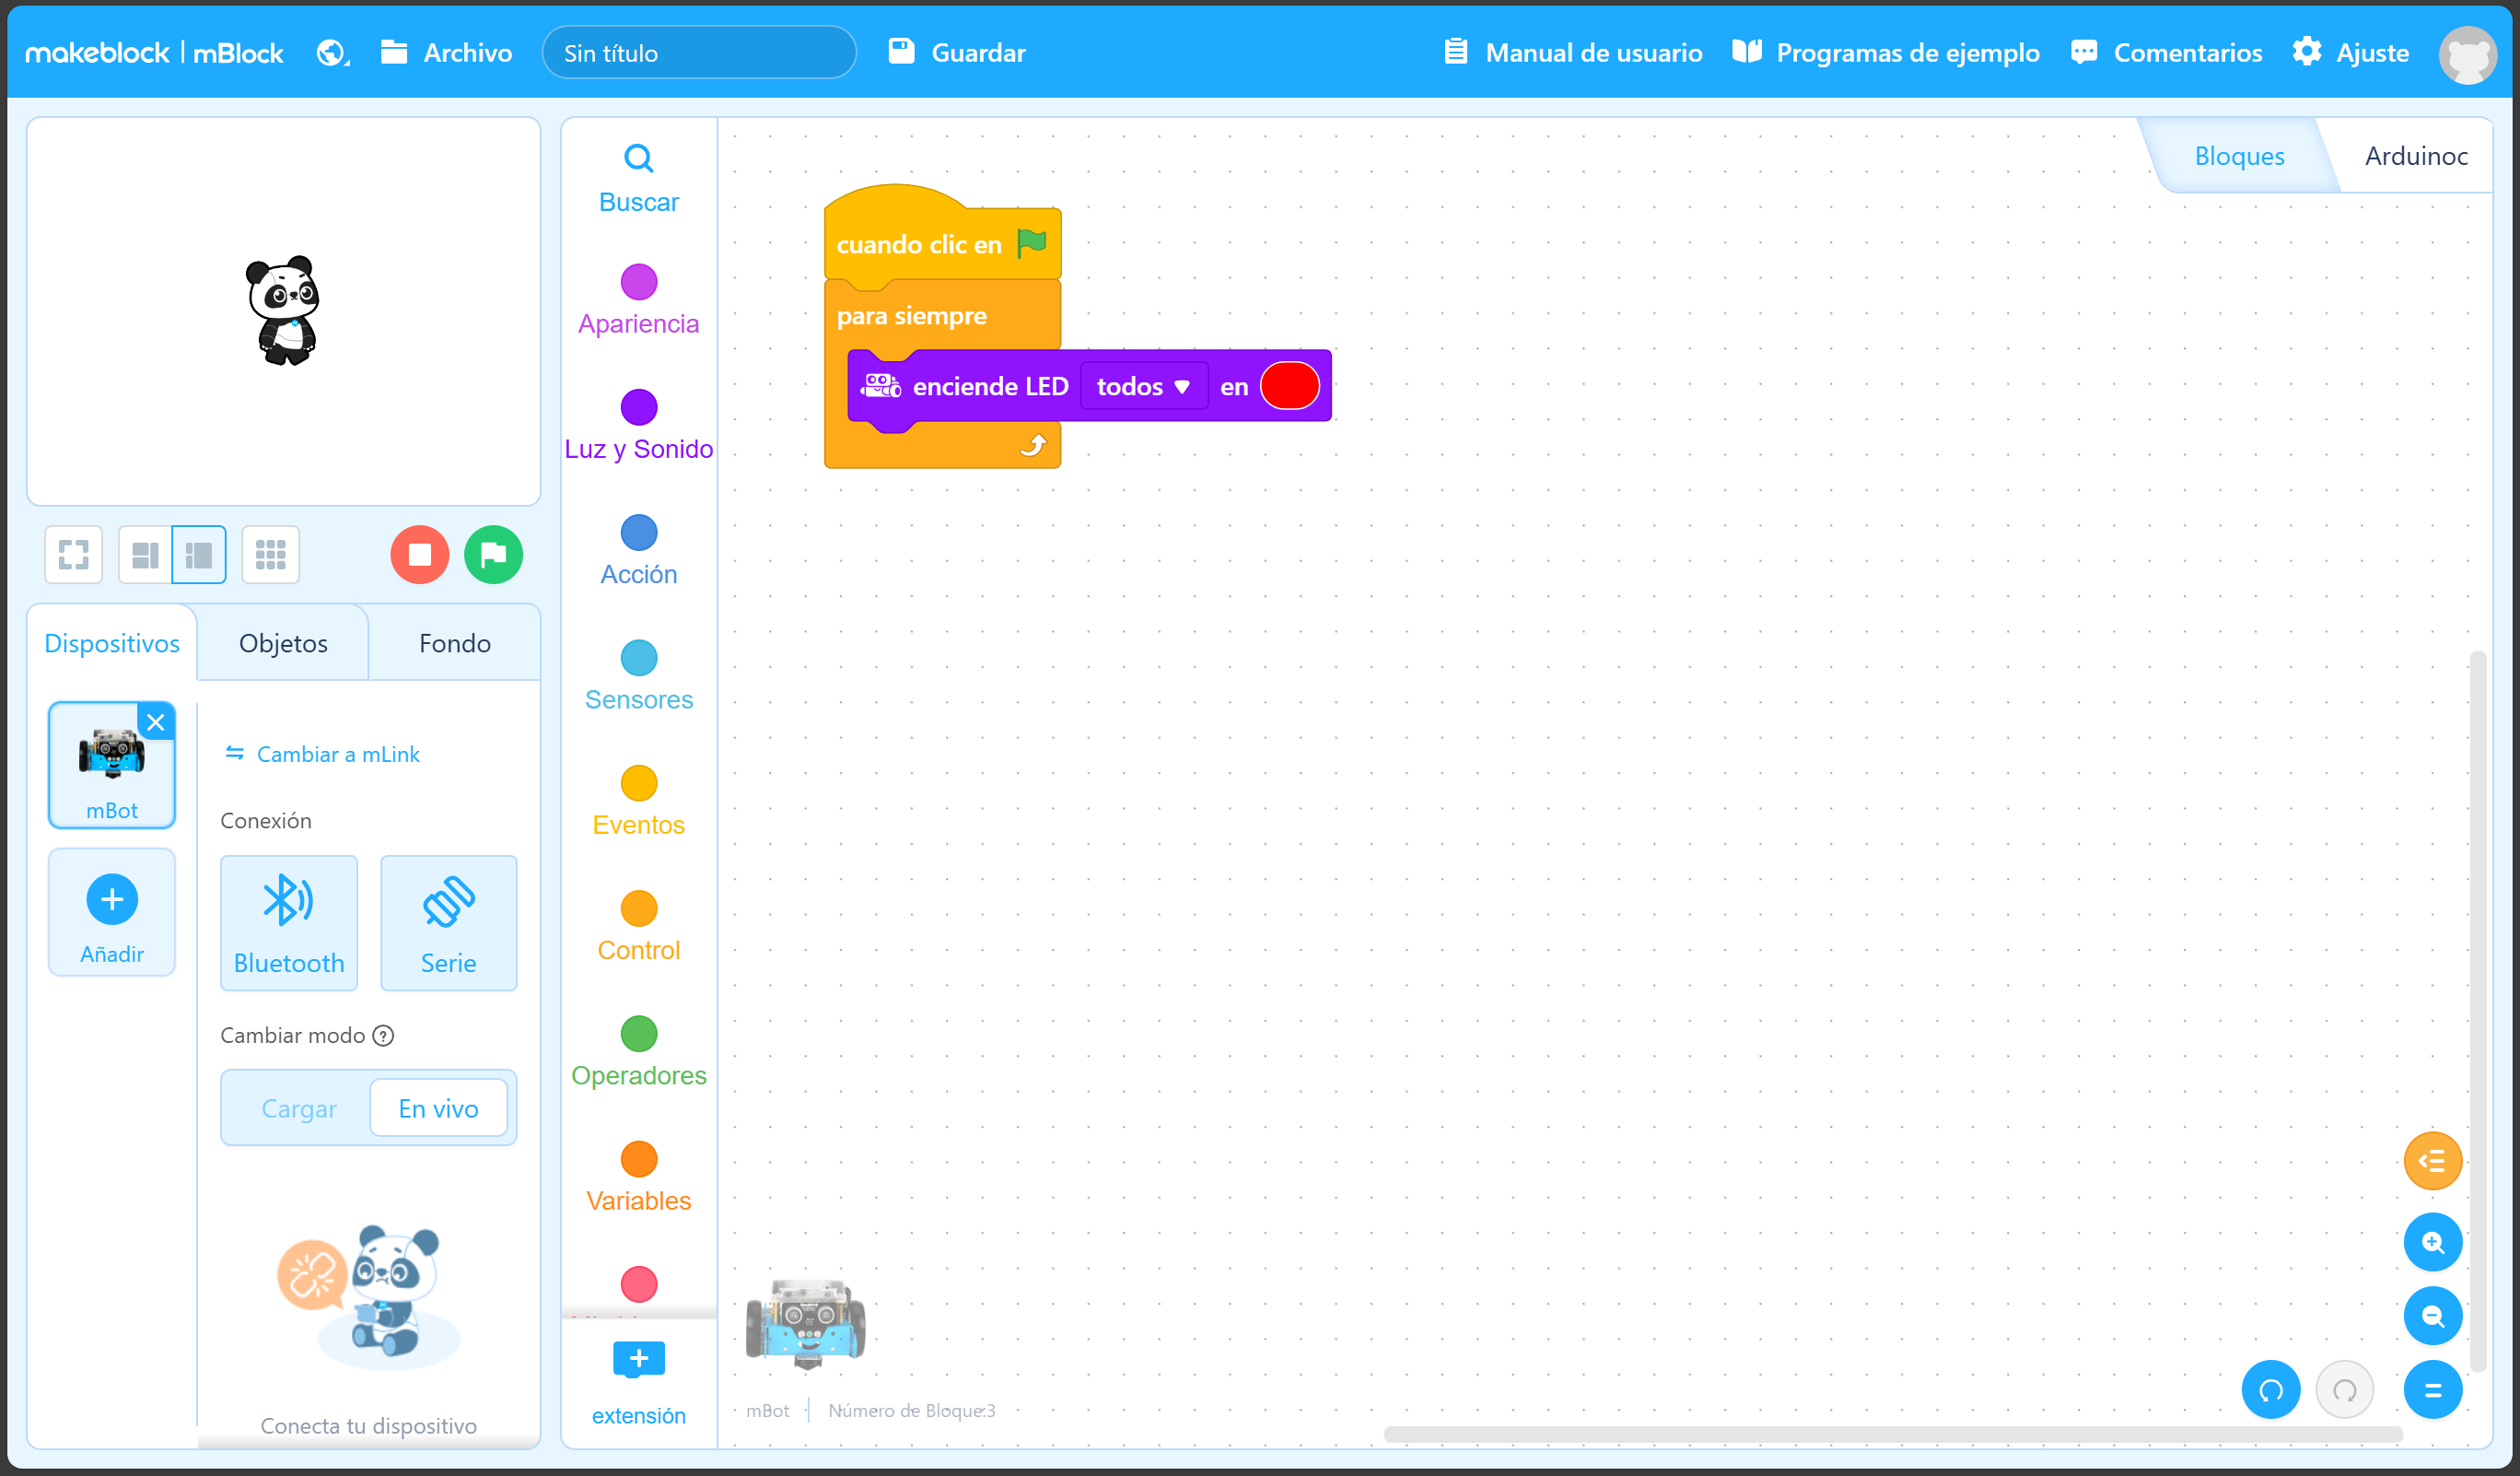 makeblock | mBlock
Archivo
Sin título
Guardar
Manual de usuario
Programas de ejemplo
Comentarios
Ajuste
Dispositivos
Objetos
Fondo
mBot
Añadir
Cambiar a mLink
Conexión
Bluetooth
Serie
Cambiar modo ?
Cargar
En vivo
Conecta tu dispositivo
Buscar
Apariencia
Luz y Sonido
Acción
Sensores
Eventos
Control
Operadores
Variables
extensión
Bloques
Arduinoc
cuando clic en
para siempre
enciende LED todos en
mBot
Número de Bloque:3